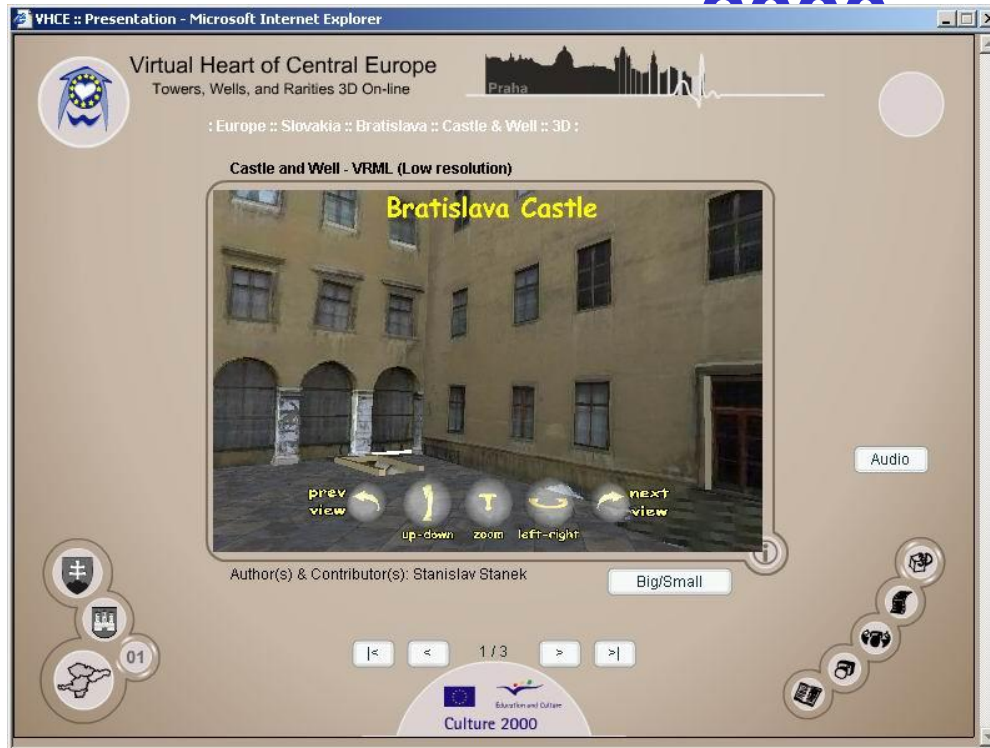 VHCE :: Presentation - Microsoft Internet Explorer
Virtual Heart of Central Europe
Towers, Wells, and Rarities 3D On-line
Praha
: Europe :: Slovakia :: Bratislava :: Castle & Well :: 3D :
Castle and Well - VRML (Low resolution)
Bratislava Castle
prev view
next view
up-down zoom left-right
Audio
Author(s) & Contributor(s): Stanislav Stanek
Big/Small
i
3D
01
|< < 1 / 3 > >|
Education and Culture
Culture 2000